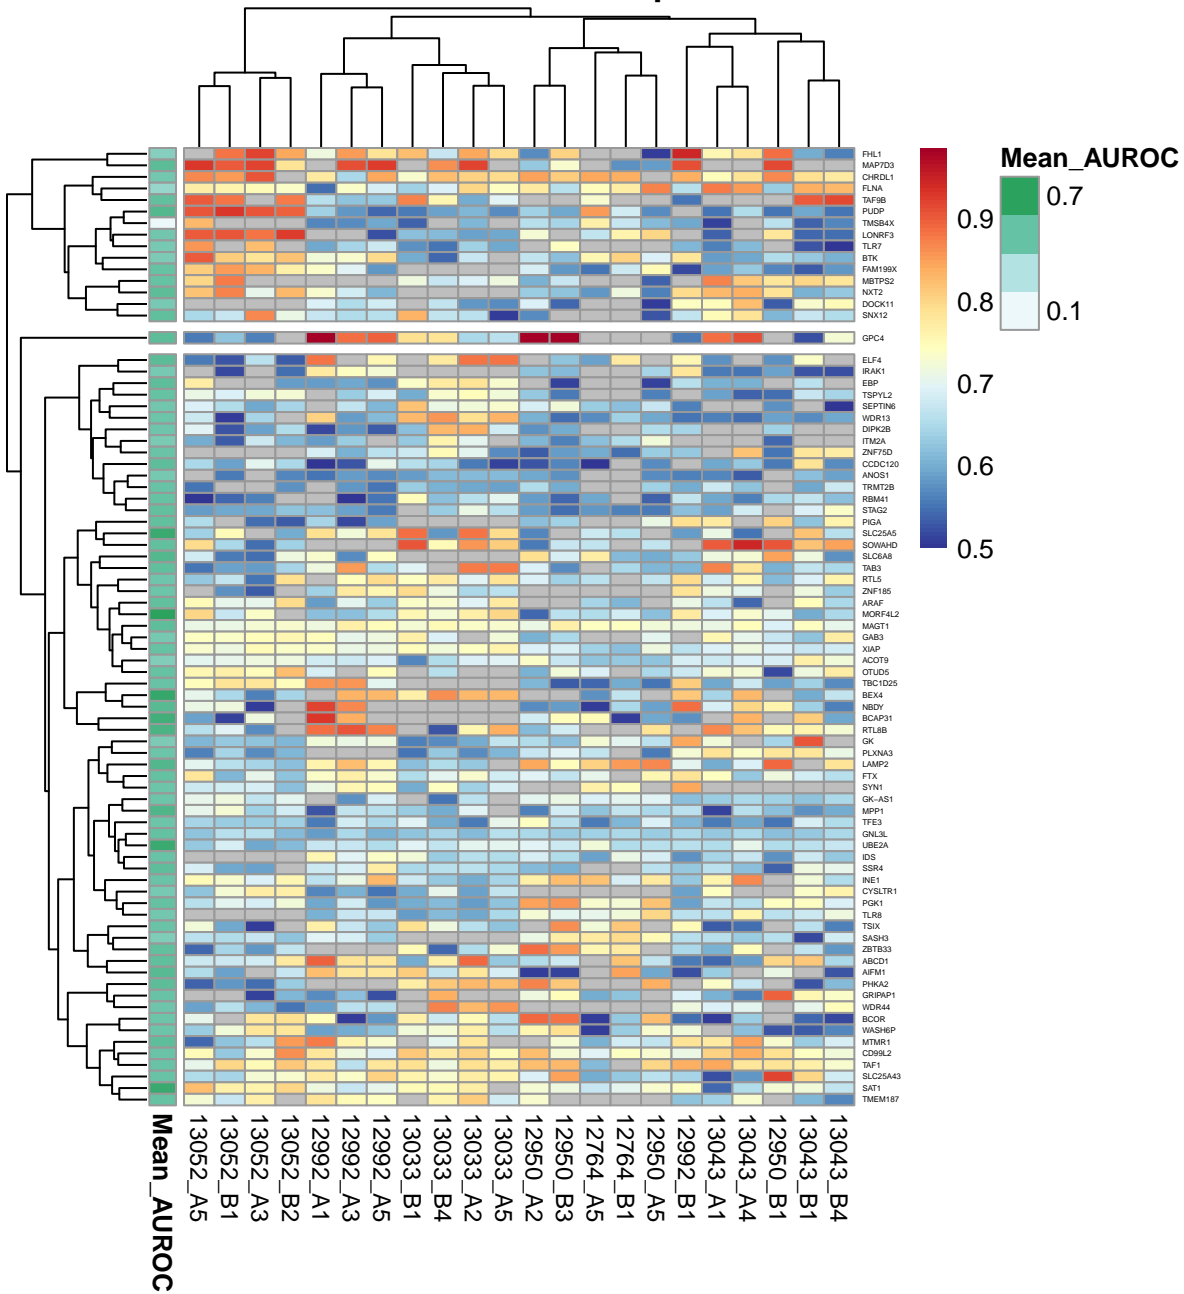 Mean_AUROC
0.7
0.1
0.9
0.8
0.7
0.6
0.5
FHL1
MAP7D3
CHRDL1
FLNA
TAF9B
PUDP
TMSB4X
LONRF3
TLR7
BTK
FAM199X
MBTPS2
NXT2
DOCK11
SNX12
GPC4
ELF4
IRAK1
EBP
TSPYL2
SEPTIN6
WDR13
DIPK2B
ITM2A
ZNF75D
CCDC120
ANOS1
TRMT2B
RBM41
STAG2
PIGA
SLC25A5
SOWAHD
SLC6A8
TAB3
RTL5
ZNF185
ARAF
MORF4L2
MAGT1
GAB3
XIAP
ACOT9
OTUD5
TBC1D25
BEX4
NBDY
BCAP31
RTL8B
GK
PLXNA3
LAMP2
FTX
SYN1
GK−AS1
MPP1
TFE3
GNL3L
UBE2A
IDS
SSR4
INE1
CYSLTR1
PGK1
TLR8
TSIX
SASH3
ZBTB33
ABCD1
AIFM1
PHKA2
GRIPAP1
WDR44
BCOR
WASH6P
MTMR1
CD99L2
TAF1
SLC25A43
SAT1
TMEM187
Mean_AUROC
13052_A5
13052_B1
13052_A3
13052_B2
12992_A1
12992_A3
12992_A5
13033_B1
13033_B4
13033_A2
13033_A5
12950_A2
12950_B3
12764_A5
12764_B1
12950_A5
12992_B1
13043_A1
13043_A4
12950_B1
13043_B1
13043_B4